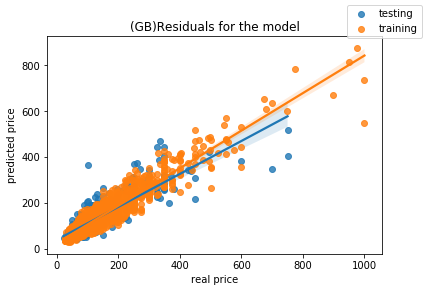 testing
training
(GB)Residuals for the model
predicted price
800
600
400
200
0
0 200 400 600 800 1000
real price